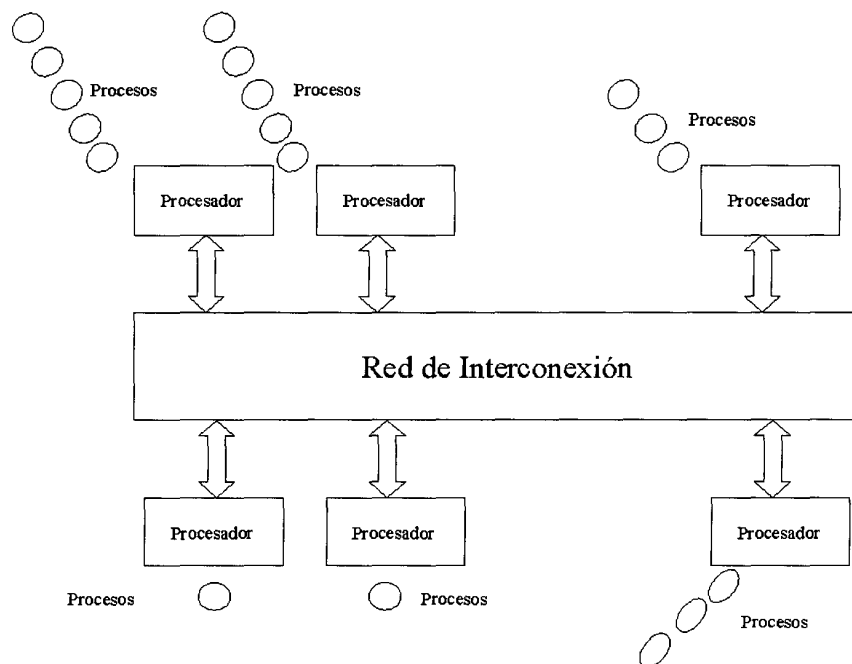 Procesos
Procesos
Procesos
Procesador
Procesador
Procesador
Red de Interconexión
Procesador
Procesador
Procesador
Procesos
Procesos
Procesos